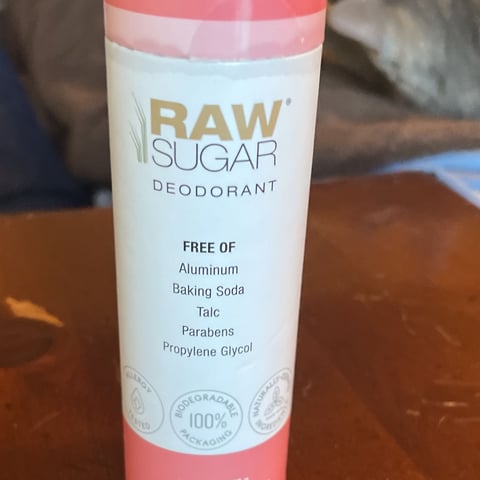 RAW®
SUGAR
DEODORANT
FREE OF
Aluminum
Baking Soda
Talc
Parabens
Propylene Glycol
BIODEGRADABLE
100%
PACKAGING